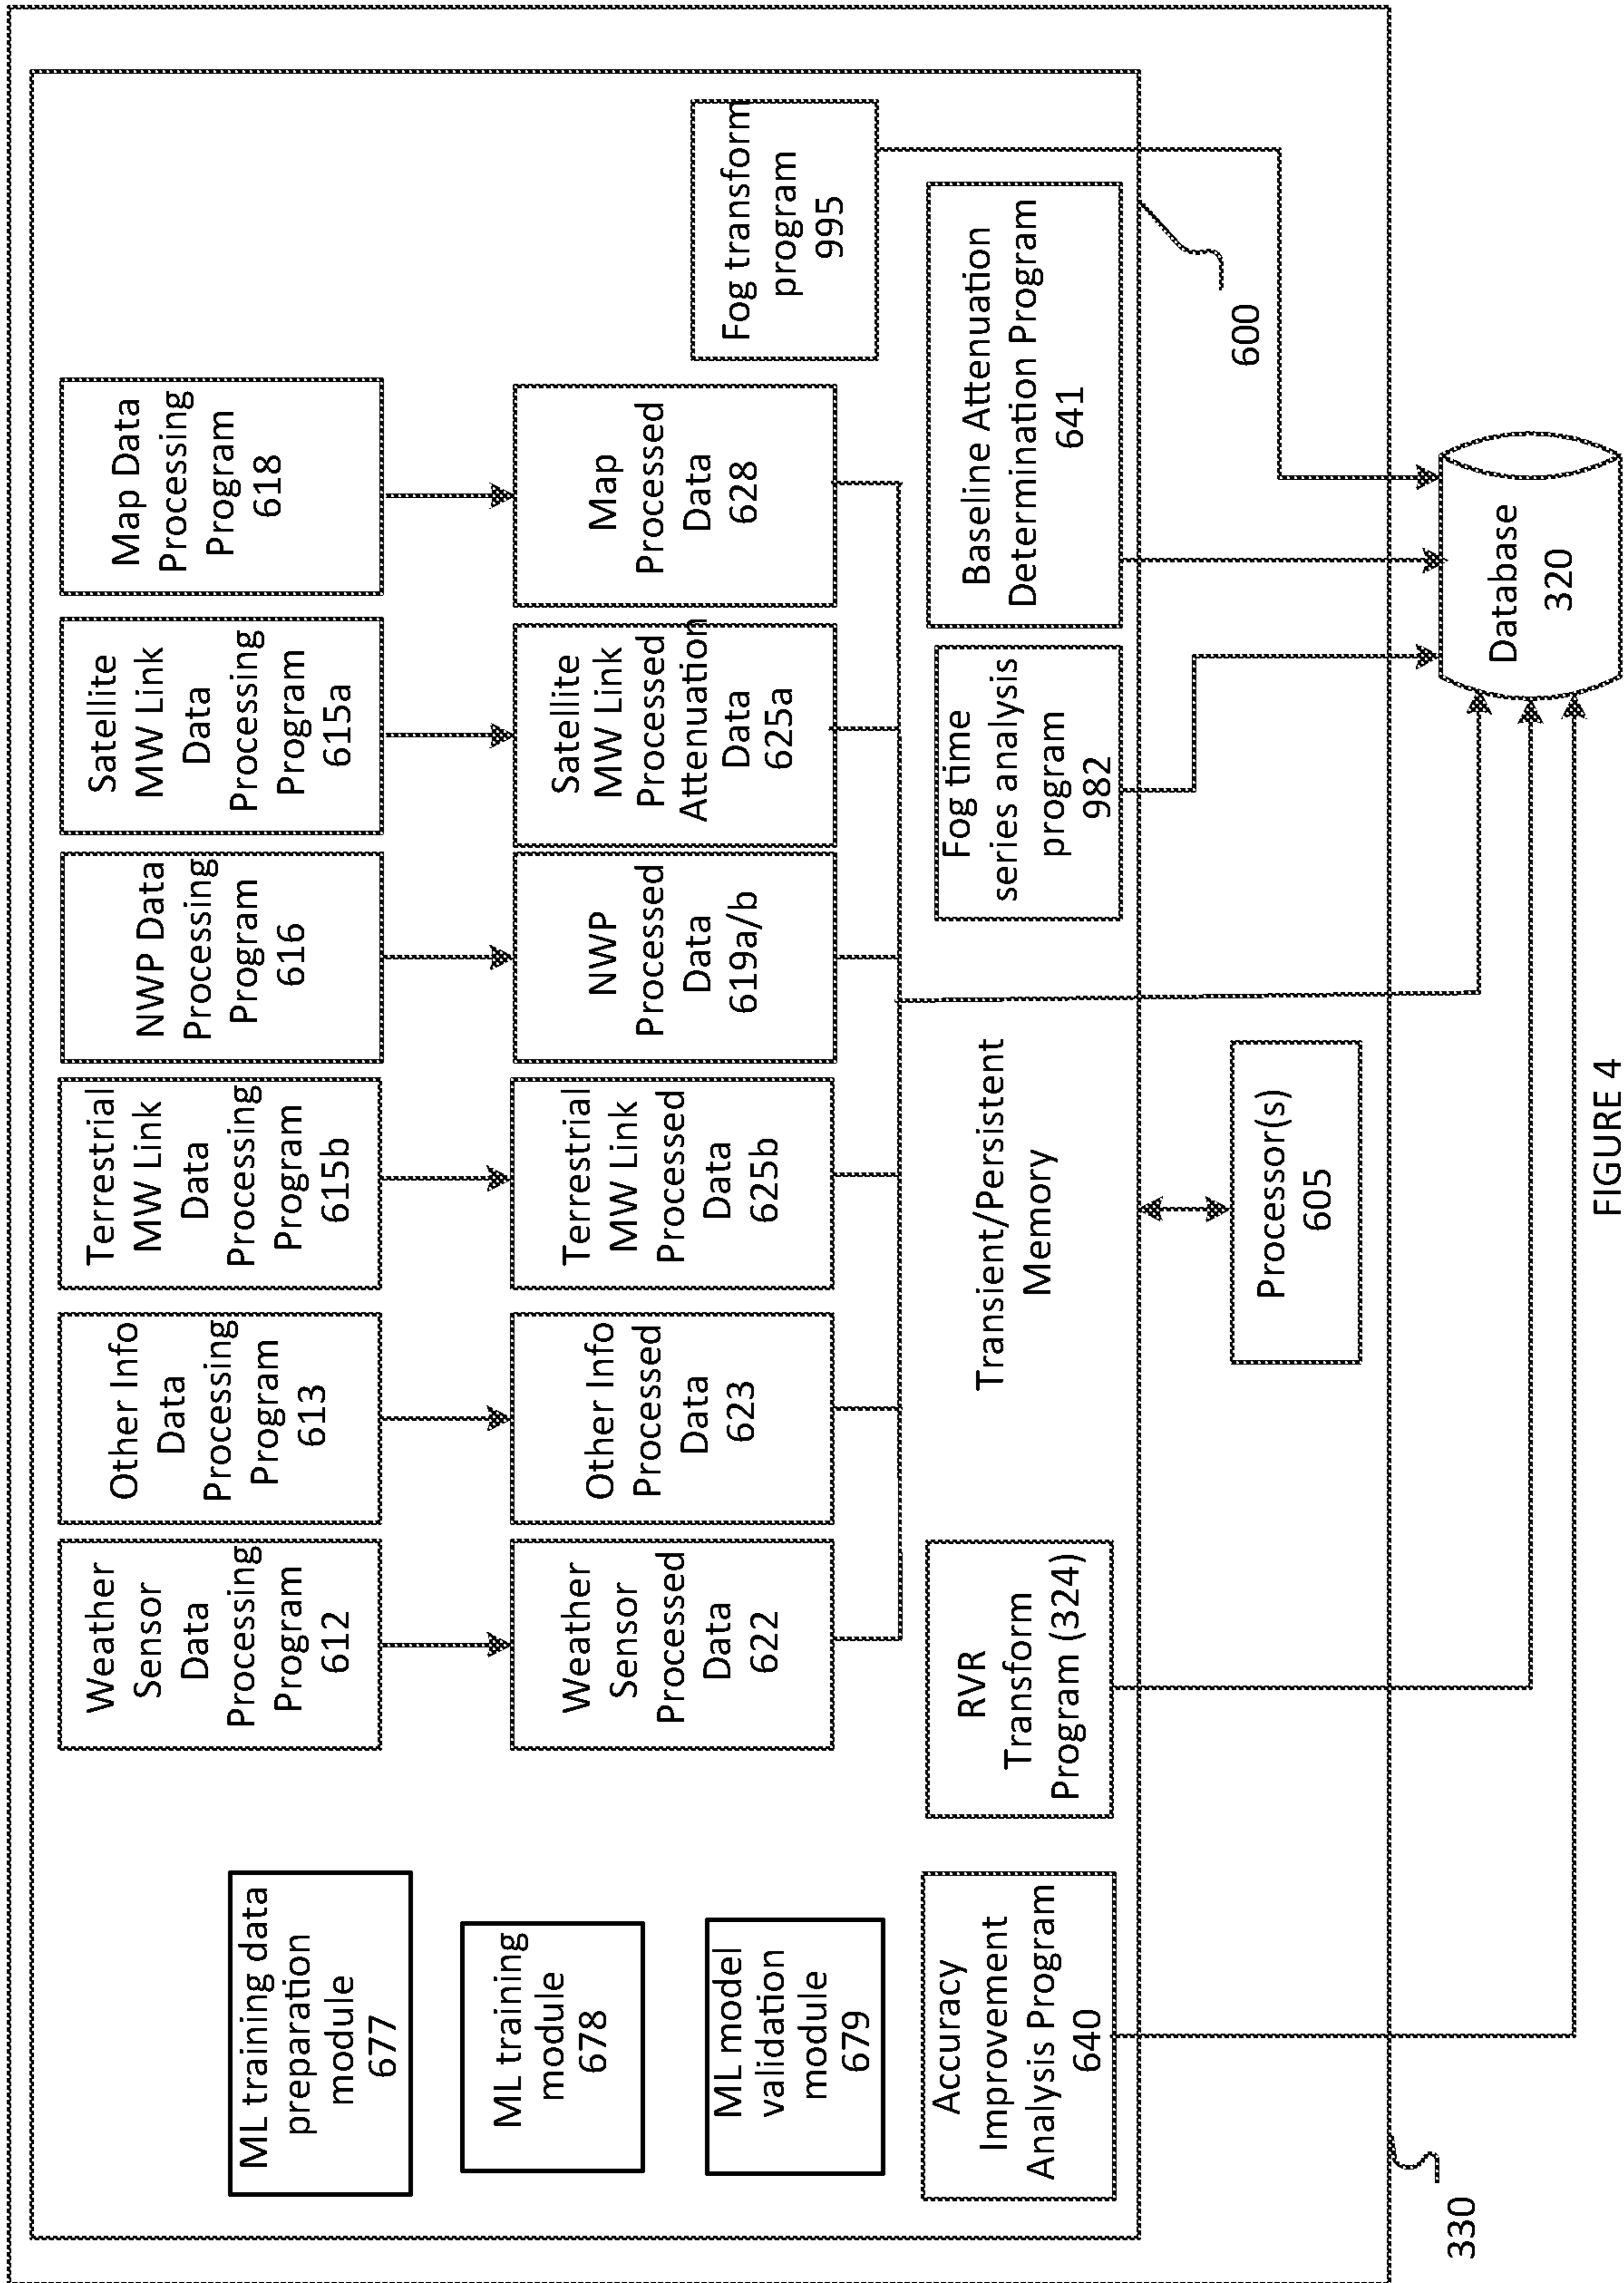 ML training data
preparation
module
677
ML training
module
678
ML model
validation
module
679
Weather
Sensor
Data
Processing
Program
612
Other Info
Data
Processing
Program
613
Terrestrial
MW Link
Data
Processing
Program
615b
NWP Data
Processing
Program
616
Satellite
MW Link
Data
Processing
Program
615a
Map Data
Processing
Program
618
Weather
Sensor
Processed
Data
622
Other Info
Processed
Data
623
Terrestrial
MW Link
Processed
Data
625b
NWP
Processed
Data
619a/b
Satellite
MW Link
Processed
Attenuation
Data
625a
Map
Processed
Data
628
Fog transform
program
995
Accuracy
Improvement
Analysis Program
640
RVR
Transform
Program (324)
Transient/Persistent
Memory
Fog time
series analysis
program
982
Baseline Attenuation
Determination Program
641
600
Processor(s)
605
330
Database
320
FIGURE 4